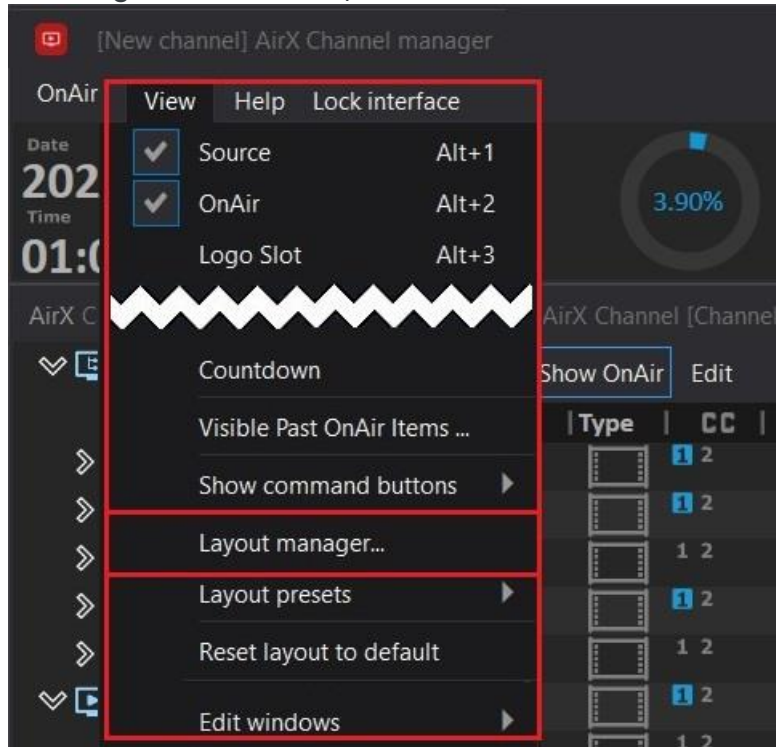 [New channel] AirX Channel manager
OnAir View Help Lock interface
Date
202
Time
01:0
3.90%
Source Alt+1
OnAir Alt+2
Logo Slot Alt+3
AirX C
AirX Channel [Channel
Countdown
Show OnAir Edit
Visible Past OnAir Items ...
Type CC
1 2
Show command buttons
1 2
Layout manager...
1 2
Layout presets
1 2
Reset layout to default
1 2
1 2
Edit windows
1 2